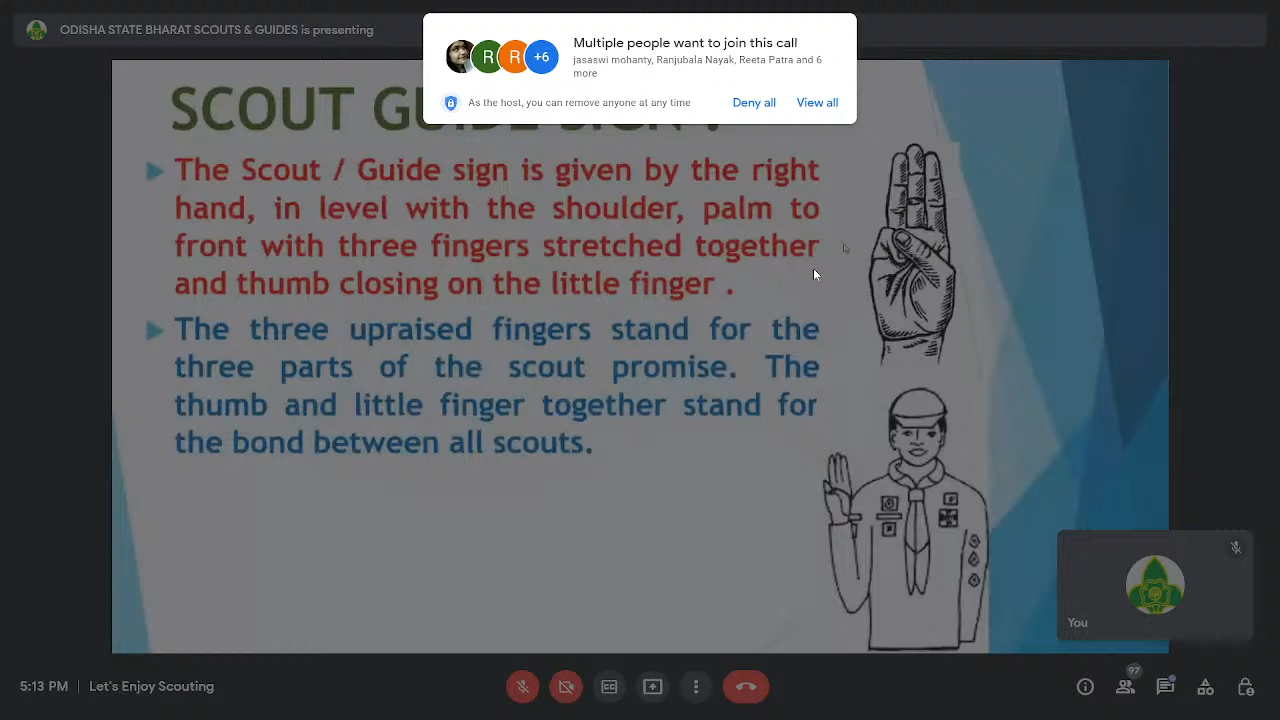 ODISHA STATE BHARAT SCOUTS & GUIDES is presenting
R R +6
Multiple people want to join this call
jasaswi mohanty, Ranjubala Nayak, Reeta Patra and 6
more
As the host, you can remove anyone at any time
Deny all
View all
SCOUT GUIDE SIGN :
The Scout / Guide sign is given by the right
hand, in level with the shoulder, palm to
front with three fingers stretched together
and thumb closing on the little finger .
The three upraised fingers stand for the
three parts of the scout promise. The
thumb and little finger together stand for
the bond between all scouts.
You
5:13 PM | Let's Enjoy Scouting
CC
97